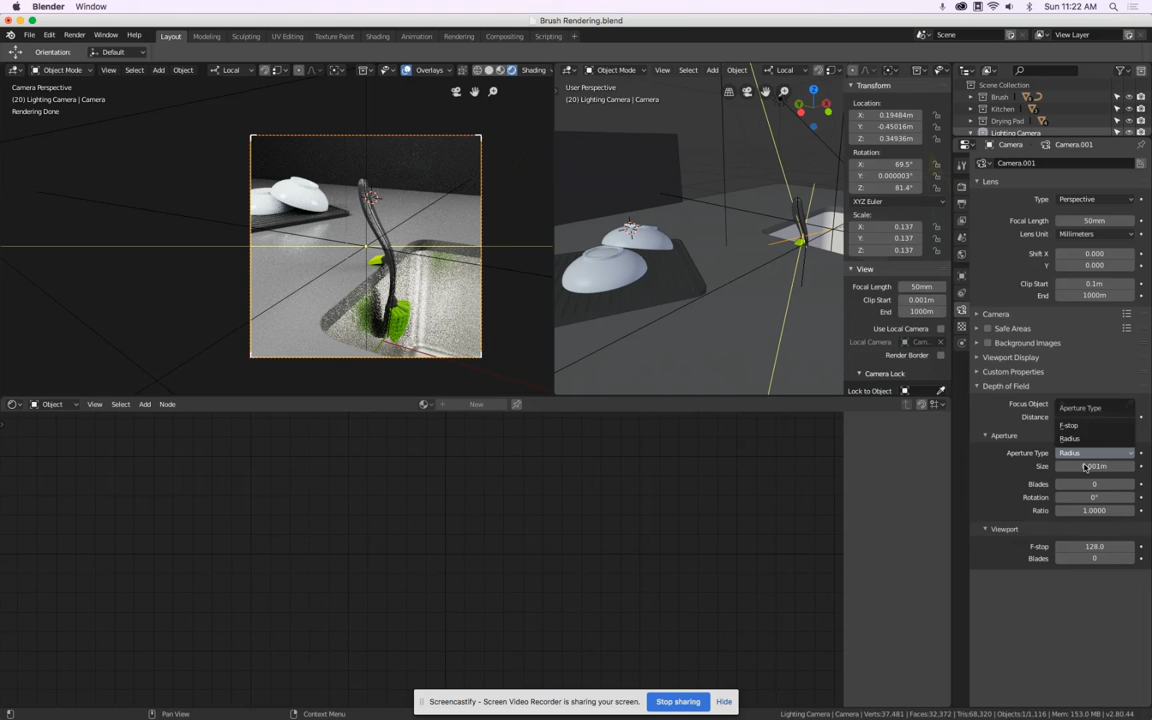 Blender Window Sun 11:22 AM
Brush Rendering.blend
File Edit Render Window Help Layout Modeling Sculpting UV Editing Texture Paint Shading Animation Rendering Compositing Scripting + Scene View Layer
Orientation: Default
Object Mode View Select Add Object Local Overlays Shading
Camera Perspective
(20) Lighting Camera | Camera
Rendering Done
Object Mode View Select Add Object Local
User Perspective
(20) Lighting Camera | Camera
Z
Y
X
Transform
Location:
X: 0.19484m
Y: -0.45016m
Z: 0.34936m
Rotation:
X: 69.5°
Y: 0.000003°
Z: 81.4°
XYZ Euler
Scale:
X: 0.137
Y: 0.137
Z: 0.137
View
Focal Length 50mm
Clip Start 0.001m
End 1000m
Use Local Camera
Local Camera Cam...
Render Border
Camera Lock
Lock to Object
Scene Collection
Brush
Kitchen
Drying Pad
Lighting Camera
Camera Camera.001
Camera.001
Lens
Type Perspective
Focal Length 50mm
Lens Unit Millimeters
Shift X 0.000
Y 0.000
Clip Start 0.1m
End 1000m
Camera
Safe Areas
Background Images
Viewport Display
Custom Properties
Depth of Field
Focus Object
Distance
Aperture Type
F-stop
Radius
Aperture
Aperture Type Radius
Size 0.001m
Blades 0
Rotation 0°
Ratio 1.0000
Viewport
F-stop 128.0
Blades 0
Object View Select Add Node New
Screencastify - Screen Video Recorder is sharing your screen. Stop sharing Hide
Pan View Context Menu Lighting Camera | Camera | Verts:37,481 | Faces:32,372 | Tris:68,320 | Objects:1/1,116 | Mem: 153.0 MB | v2.80.44